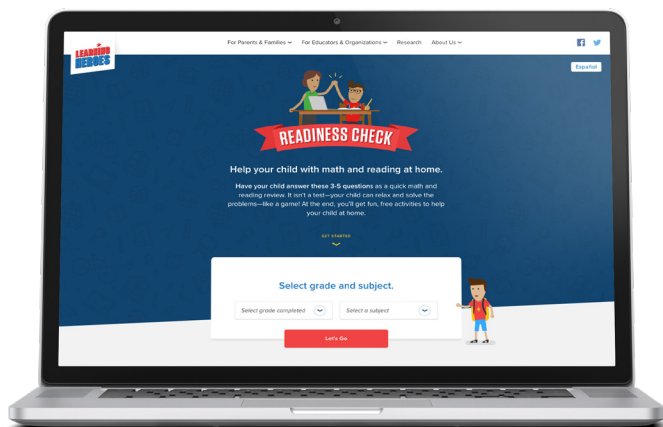 LEARNING
HEROES
For Parents & Families
For Educators & Organizations
Research
About Us
Español
READINESS CHECK
Help your child with math and reading at home.
Have your child answer these 3-5 questions as a quick math and
reading review. It isn't a test—your child can relax and solve the
problems—like a game! At the end, you'll get fun, free activities to help
your child at home.
GET STARTED
Select grade and subject.
Select grade completed
Select a subject
Let's Go